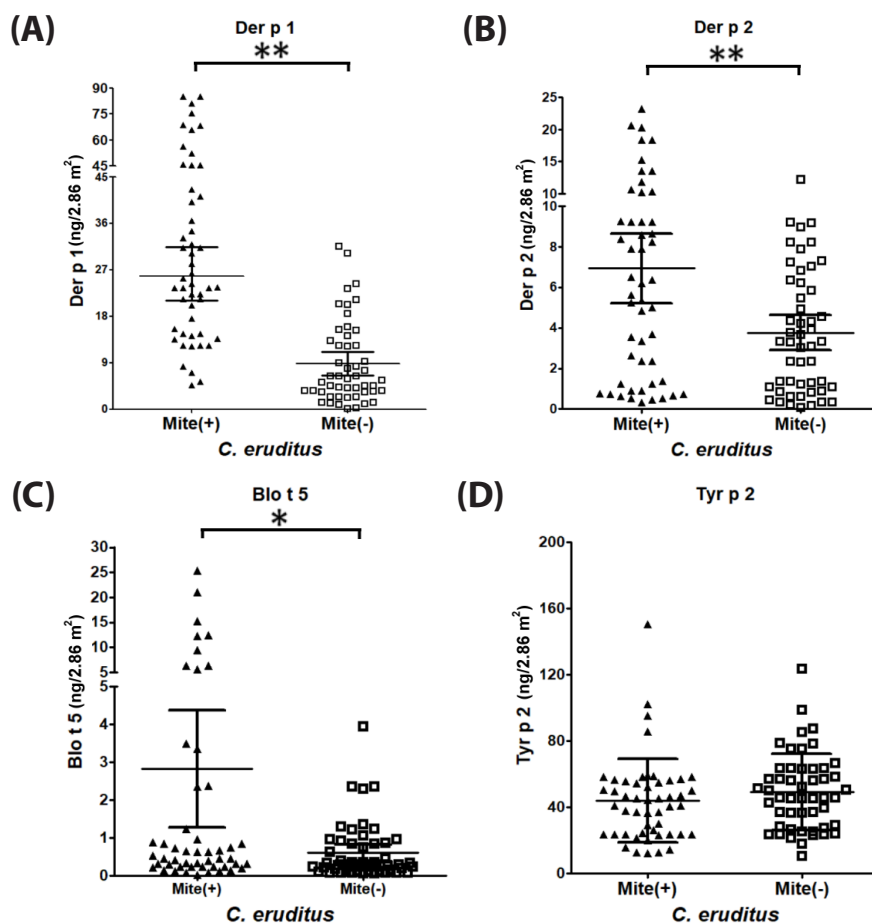 (A)
Der p 1
**
Der p 1 (ng/2.86 m²)
90
75
60
45
45
36
27
18
9
0
Mite(+) Mite(-)
C. eruditus
(B)
Der p 2
**
Der p 2 (ng/2.86 m²)
25
20
15
10
10
8
6
4
2
0
Mite(+) Mite(-)
C. eruditus
(C)
Blo t 5
*
Blo t 5 (ng/2.86 m²)
30
25
20
15
10
5
5
4
3
2
1
0
Mite(+) Mite(-)
C. eruditus
(D)
Tyr p 2
Tyr p 2 (ng/2.86 m²)
200
160
120
80
40
0
Mite(+) Mite(-)
C. eruditus